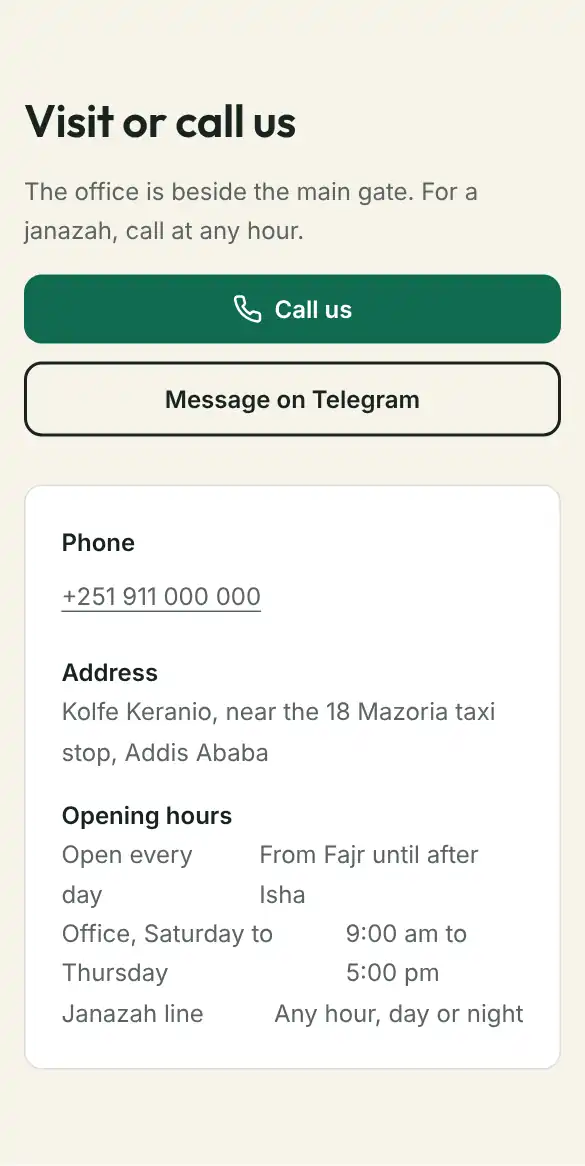 Visit or call us
The office is beside the main gate. For a
janazah, call at any hour.
Call us
Message on Telegram
Phone
+251 911 000 000
Address
Kolfe Keranio, near the 18 Mazoria taxi
stop, Addis Ababa
Opening hours
Open every From Fajr until after
day Isha
Office, Saturday to 9:00 am to
Thursday 5:00 pm
Janazah line Any hour, day or night